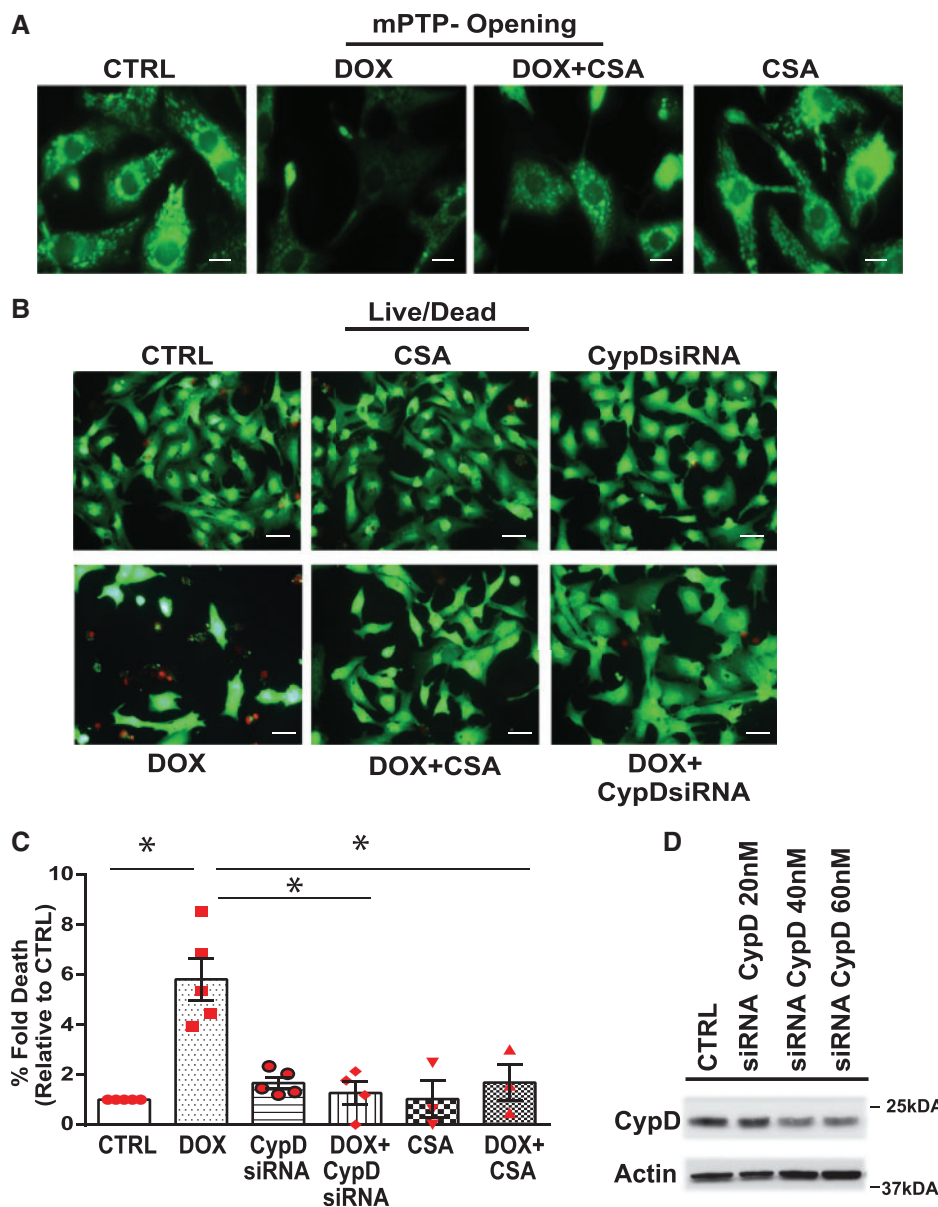 A
mPTP- Opening
CTRL
DOX
DOX+CSA
CSA
B
Live/Dead
CTRL
CSA
CypDsiRNA
DOX
DOX+CSA
DOX+
CypDsiRNA
C
% Fold Death
(Relative to CTRL)
10
8
6
4
2
0
*
*
*
CTRL
DOX
CypD
siRNA
DOX+
CypD
siRNA
CSA
DOX+
CSA
D
CTRL
siRNA CypD 20nM
siRNA CypD 40nM
siRNA CypD 60nM
CypD
25kDA
Actin
37kDA